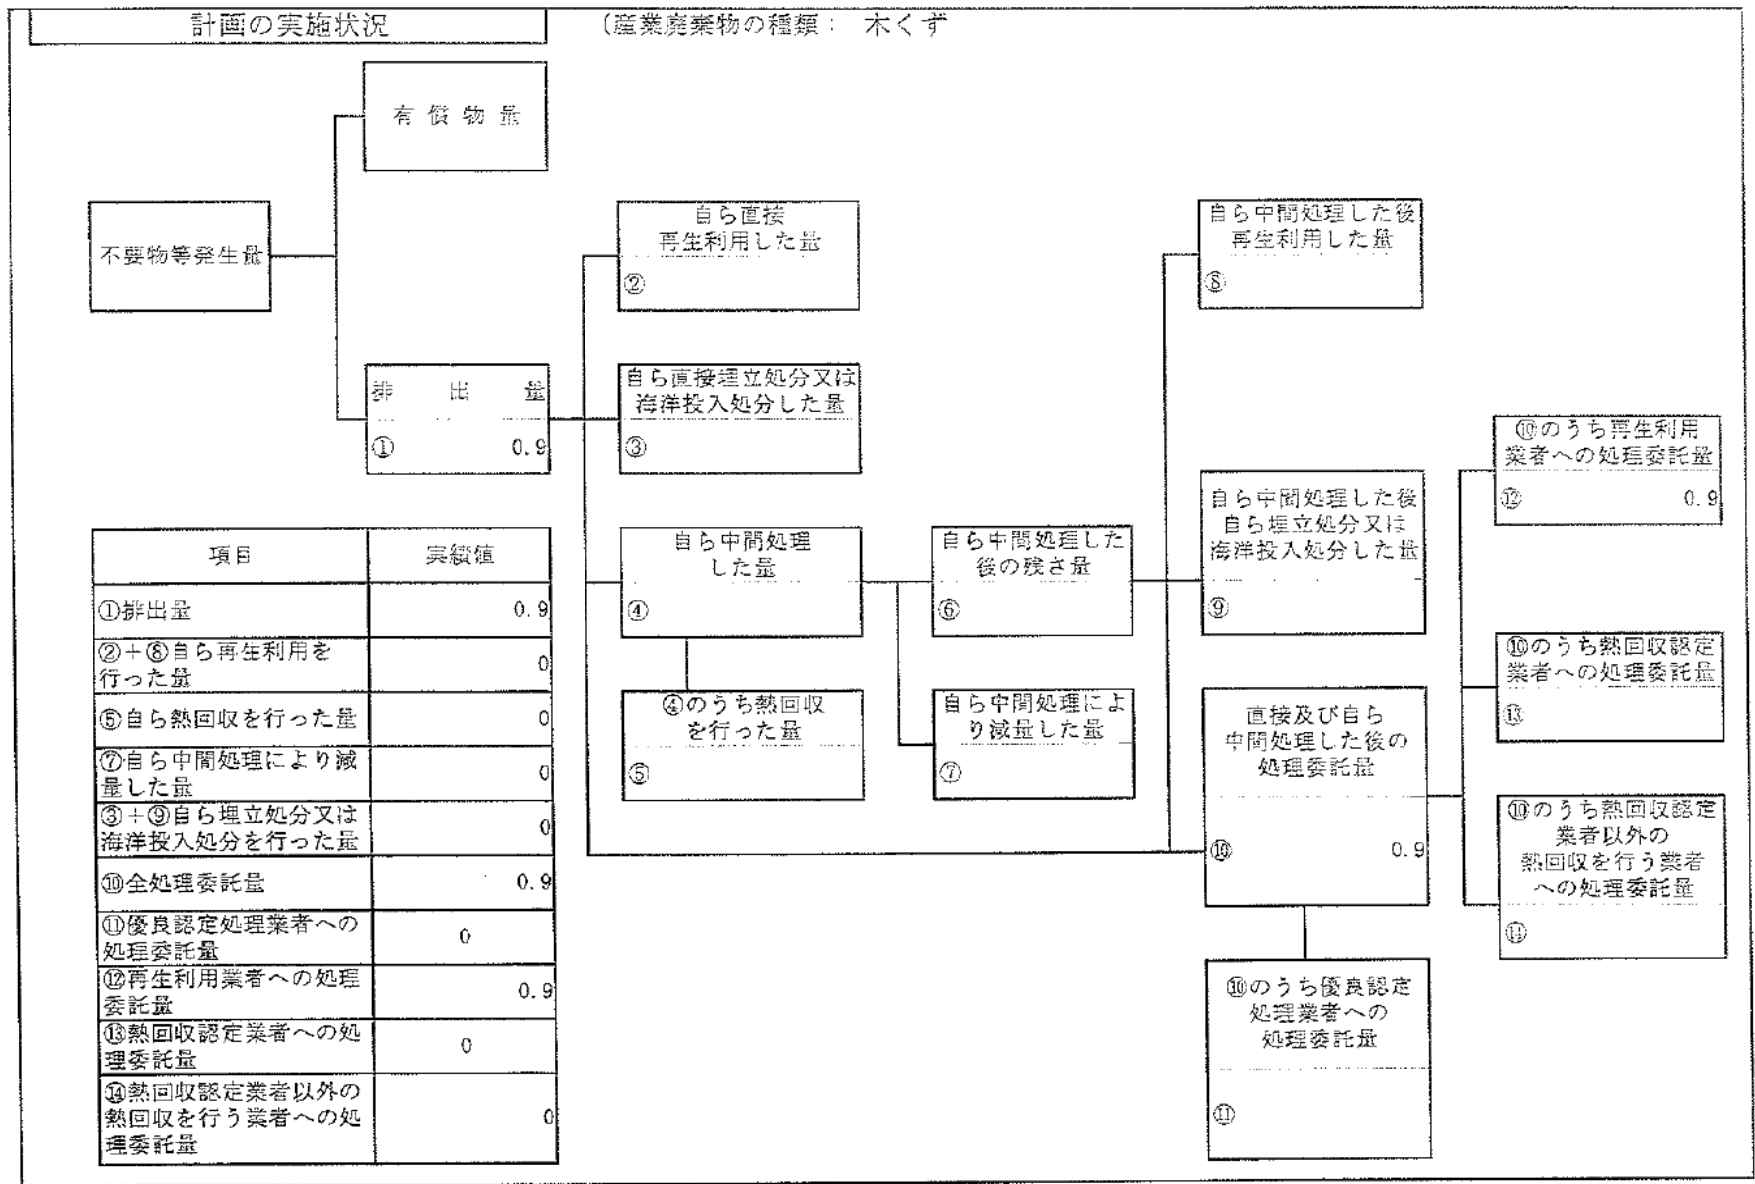 計画の実施状況
(産業廃棄物の種類： 木くず
有償物量
不要物等発生量
排出量
① 0.9
自ら直接
再生利用した量
②
自ら直接埋立処分又は
海洋投入処分した量
③
自ら中間処理
した量
④
④のうち熱回収
を行った量
⑤
自ら中間処理した
後の残さ量
⑥
自ら中間処理によ
り減量した量
⑦
自ら中間処理した後
再生利用した量
⑧
自ら中間処理した後
自ら埋立処分又は
海洋投入処分した量
⑨
直接及び自ら
中間処理した後の
処理委託量
⑩ 0.9
⑩のうち優良認定
処理業者への
処理委託量
⑪
⑩のうち再生利用
業者への処理委託量
⑫ 0.9
⑩のうち熱回収認定
業者への処理委託量
⑬
⑩のうち熱回収認定
業者以外の
熱回収を行う業者
への処理委託量
⑭
項目 実績値
①排出量 0.9
②＋⑧自ら再生利用を
行った量 0
⑤自ら熱回収を行った量 0
⑦自ら中間処理により減
量した量 0
③＋⑨自ら埋立処分又は
海洋投入処分を行った量 0
⑩全処理委託量 0.9
⑪優良認定処理業者への
処理委託量 0
⑫再生利用業者への処理
委託量 0.9
⑬熱回収認定業者への処
理委託量 0
⑭熱回収認定業者以外の
熱回収を行う業者への処
理委託量 0